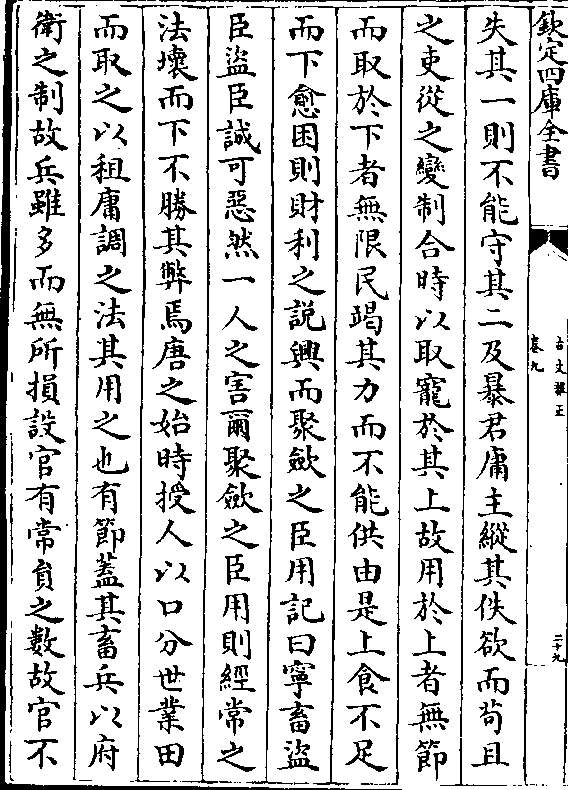 欽定四庫全書
古文雅正
卷九
二十九
失其一則不能守其二及暴君庸主縱其佚欲而茍且
之吏從之變制合時以取寵於其上故用於上者無節
而取於下者無限民竭其力而不能供由是上食不足
而下愈困則財利之說興而聚斂之臣用記曰寧畜盜
臣盜臣誠可惡然一人之害爾聚斂之臣用則經常之
法壞而下不勝其弊焉唐之始時授人以口分世業田
而取之以租庸調之法其用之也有節蓋其畜兵以府
衛之制故兵雖多而無所損設官有常負之數故官不